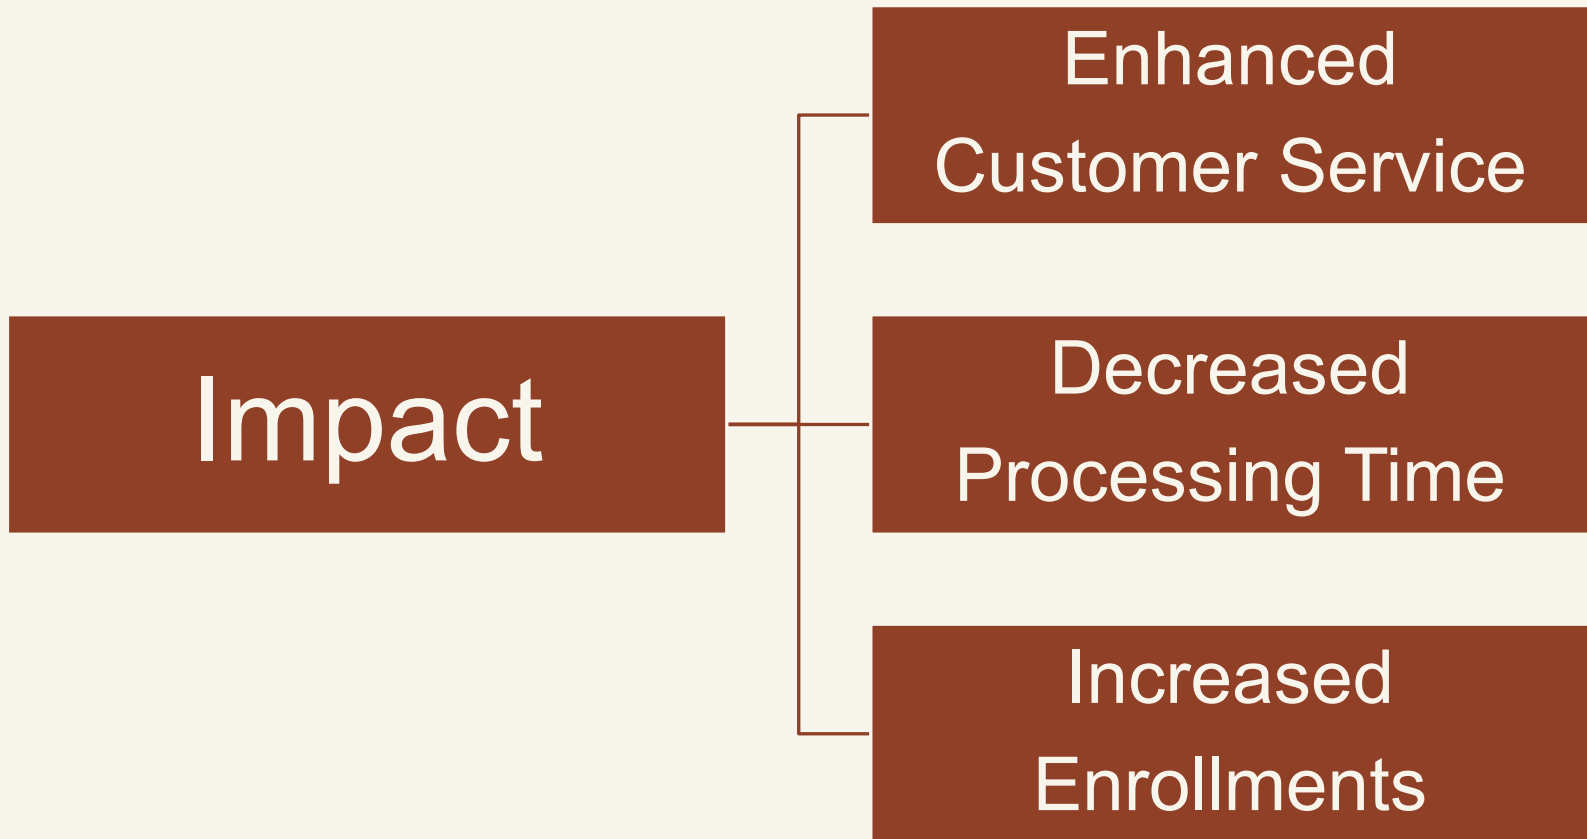 Impact
Enhanced
Customer Service
Decreased
Processing Time
Increased
Enrollments